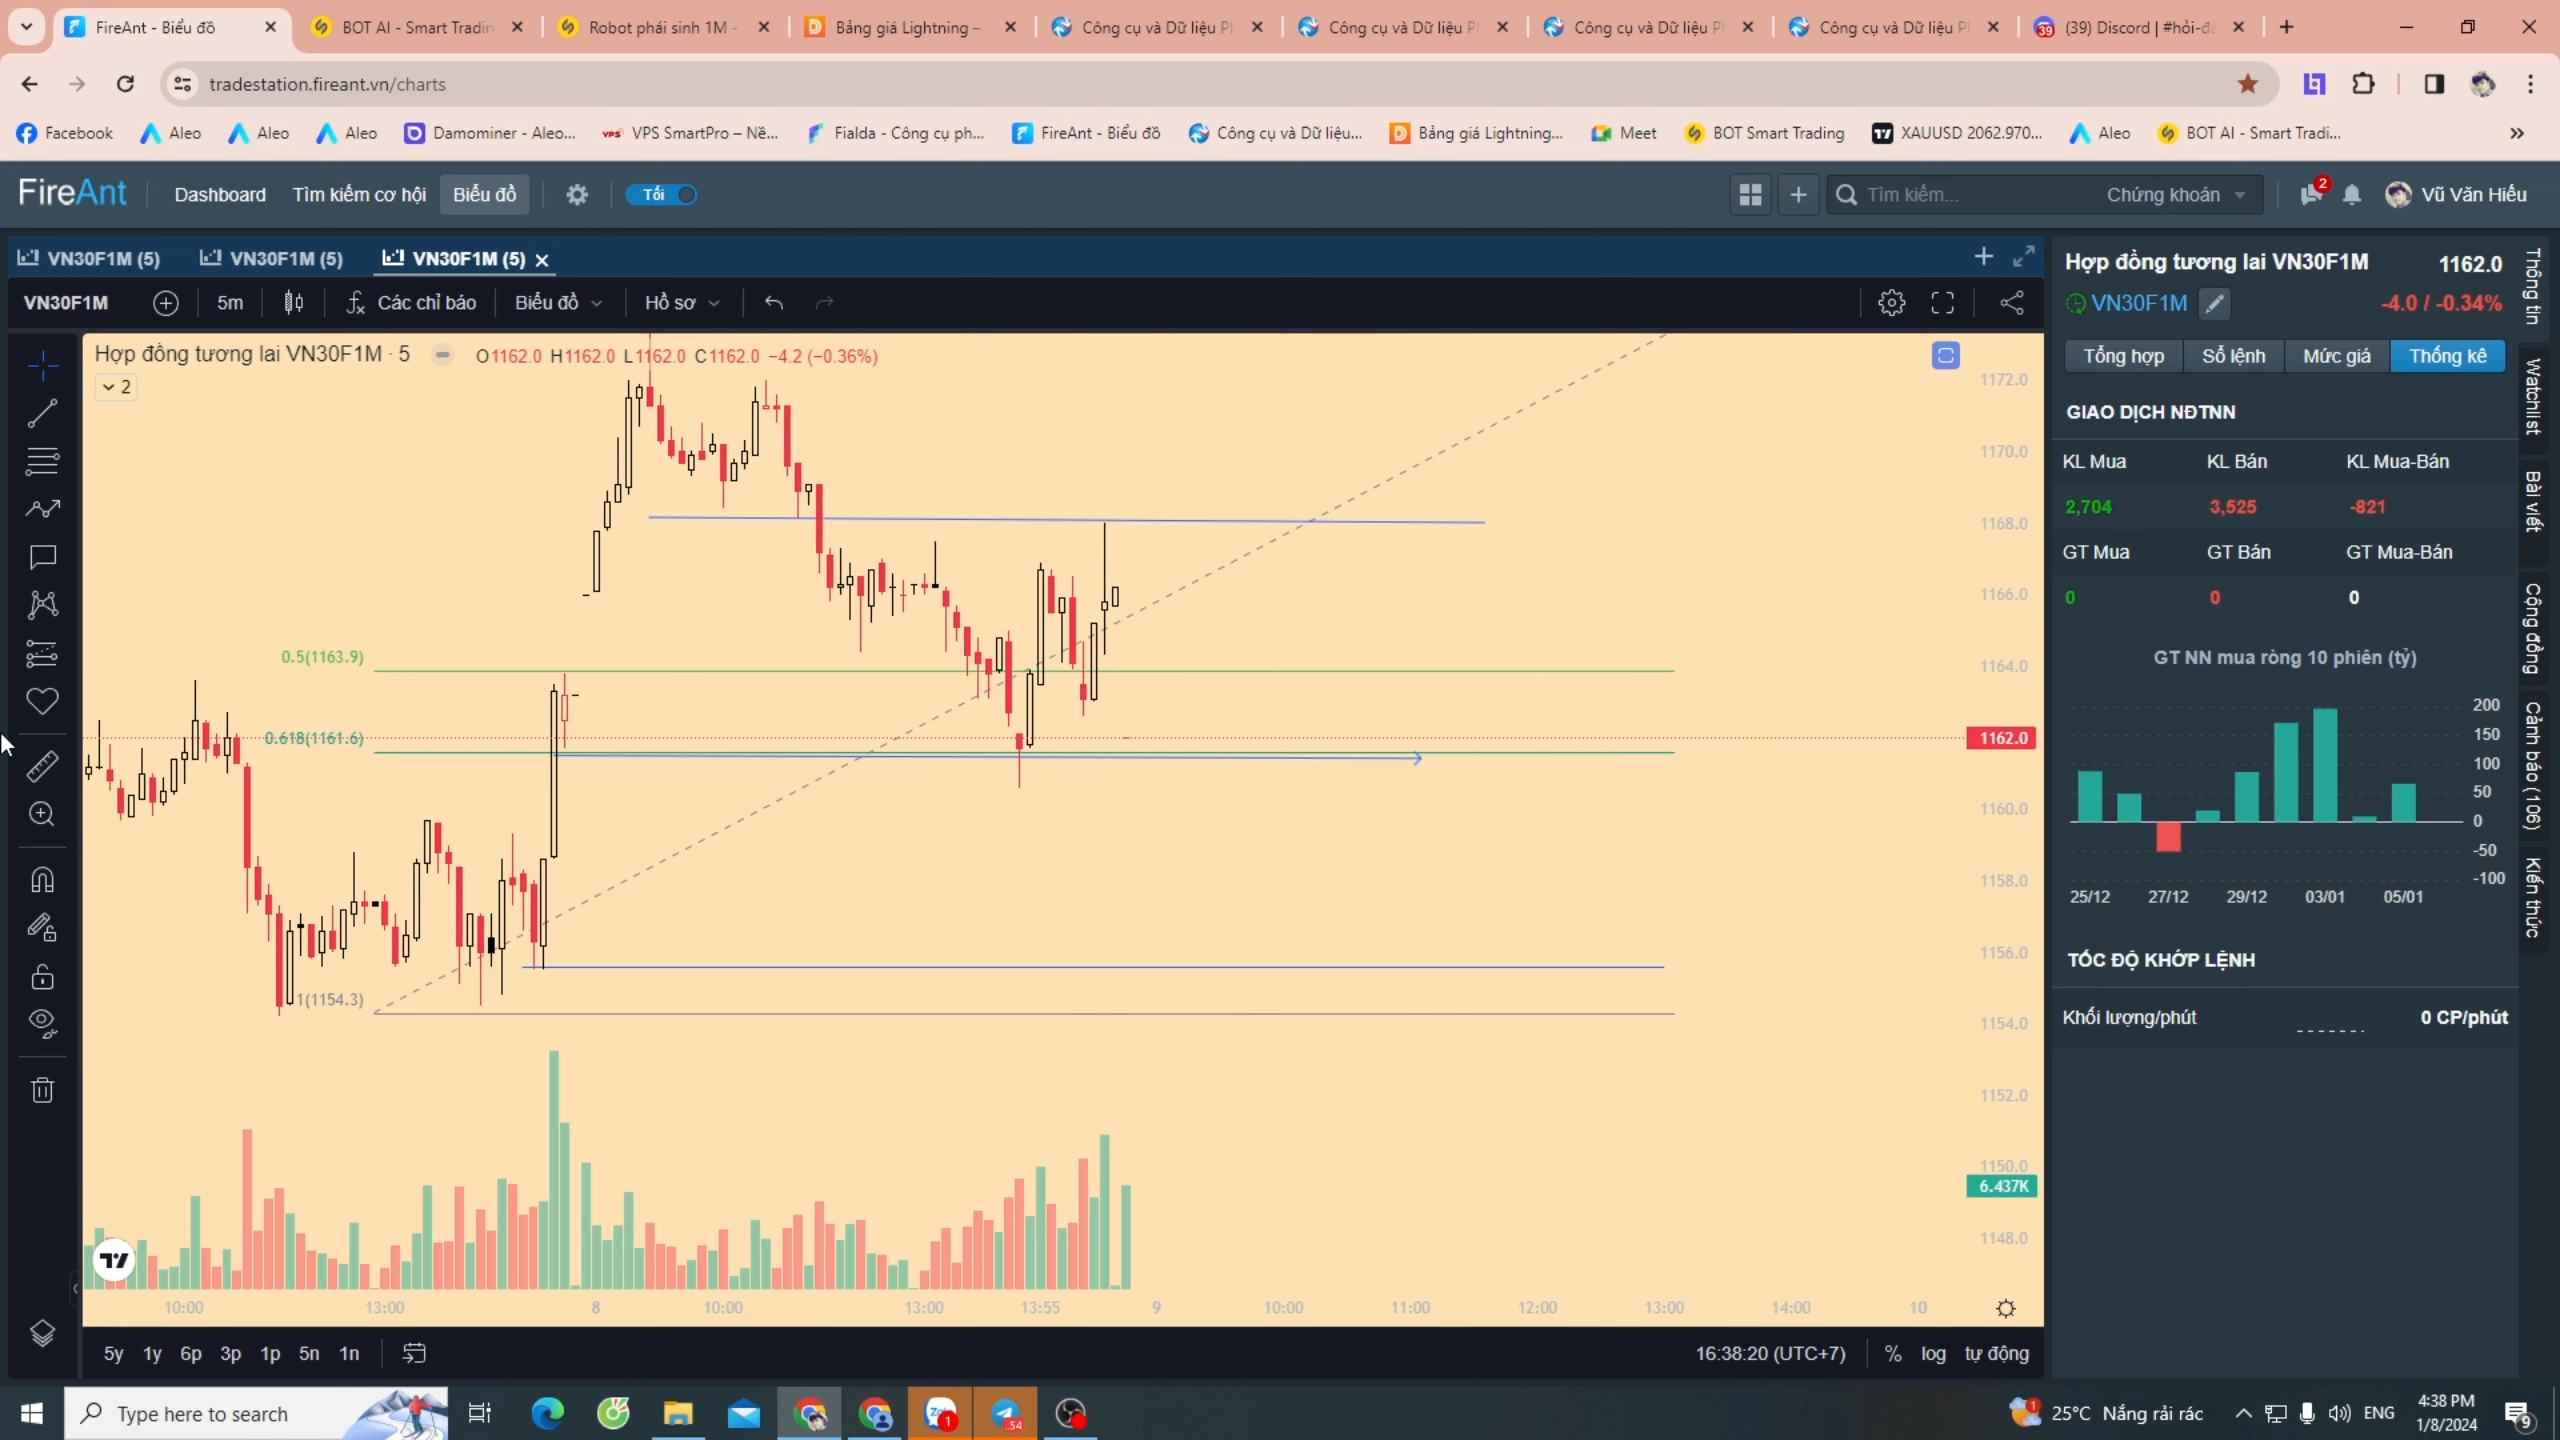 FireAnt - Biểu đồ
BOT AI - Smart Tradin
Robot phái sinh 1M -
Bảng giá Lightning –
Công cụ và Dữ liệu Ph
Công cụ và Dữ liệu Ph
Công cụ và Dữ liệu Ph
Công cụ và Dữ liệu Ph
(39) Discord | #hỏi-đá
tradestation.fireant.vn/charts
Facebook
Aleo
Aleo
Aleo
Damominer - Aleo...
VPS SmartPro – Nề...
Fialda - Công cụ ph...
FireAnt - Biểu đồ
Công cụ và Dữ liệu...
Bảng giá Lightning...
Meet
BOT Smart Trading
XAUUSD 2062.970...
Aleo
BOT AI - Smart Tradi...
FireAnt
Dashboard
Tìm kiếm cơ hội
Biểu đồ
Tối
Tìm kiếm...
Chứng khoán
2
Vũ Văn Hiếu
VN30F1M (5)
VN30F1M (5)
VN30F1M (5)
VN30F1M
5m
Các chỉ báo
Biểu đồ
Hồ sơ
Hợp đồng tương lai VN30F1M · 5
O1162.0 H1162.0 L1162.0 C1162.0 −4.2 (−0.36%)
2
0.5(1163.9)
0.618(1161.6)
1(1154.3)
1172.0
1170.0
1168.0
1166.0
1164.0
1162.0
1160.0
1158.0
1156.0
1154.0
1152.0
1150.0
6.437K
1148.0
10:00
13:00
8
10:00
13:00
13:55
9
10:00
11:00
12:00
13:00
14:00
10
5y
1y
6p
3p
1p
5n
1n
16:38:20 (UTC+7)
%
log
tự động
Hợp đồng tương lai VN30F1M
1162.0
VN30F1M
-4.0 / -0.34%
Tổng hợp
Sổ lệnh
Mức giá
Thống kê
GIAO DỊCH NĐTNN
KL Mua
KL Bán
KL Mua-Bán
2,704
3,525
-821
GT Mua
GT Bán
GT Mua-Bán
0
0
0
GT NN mua ròng 10 phiên (tỷ)
200
150
100
50
0
-50
-100
25/12
27/12
29/12
03/01
05/01
TỐC ĐỘ KHỚP LỆNH
Khối lượng/phút
0 CP/phút
Thông tin
Watchlist
Bài viết
Cộng đồng
Cảnh báo (106)
Kiến thức
Type here to search
Zalo
1
54
1
25°C
Nắng rải rác
ENG
4:38 PM
1/8/2024
9